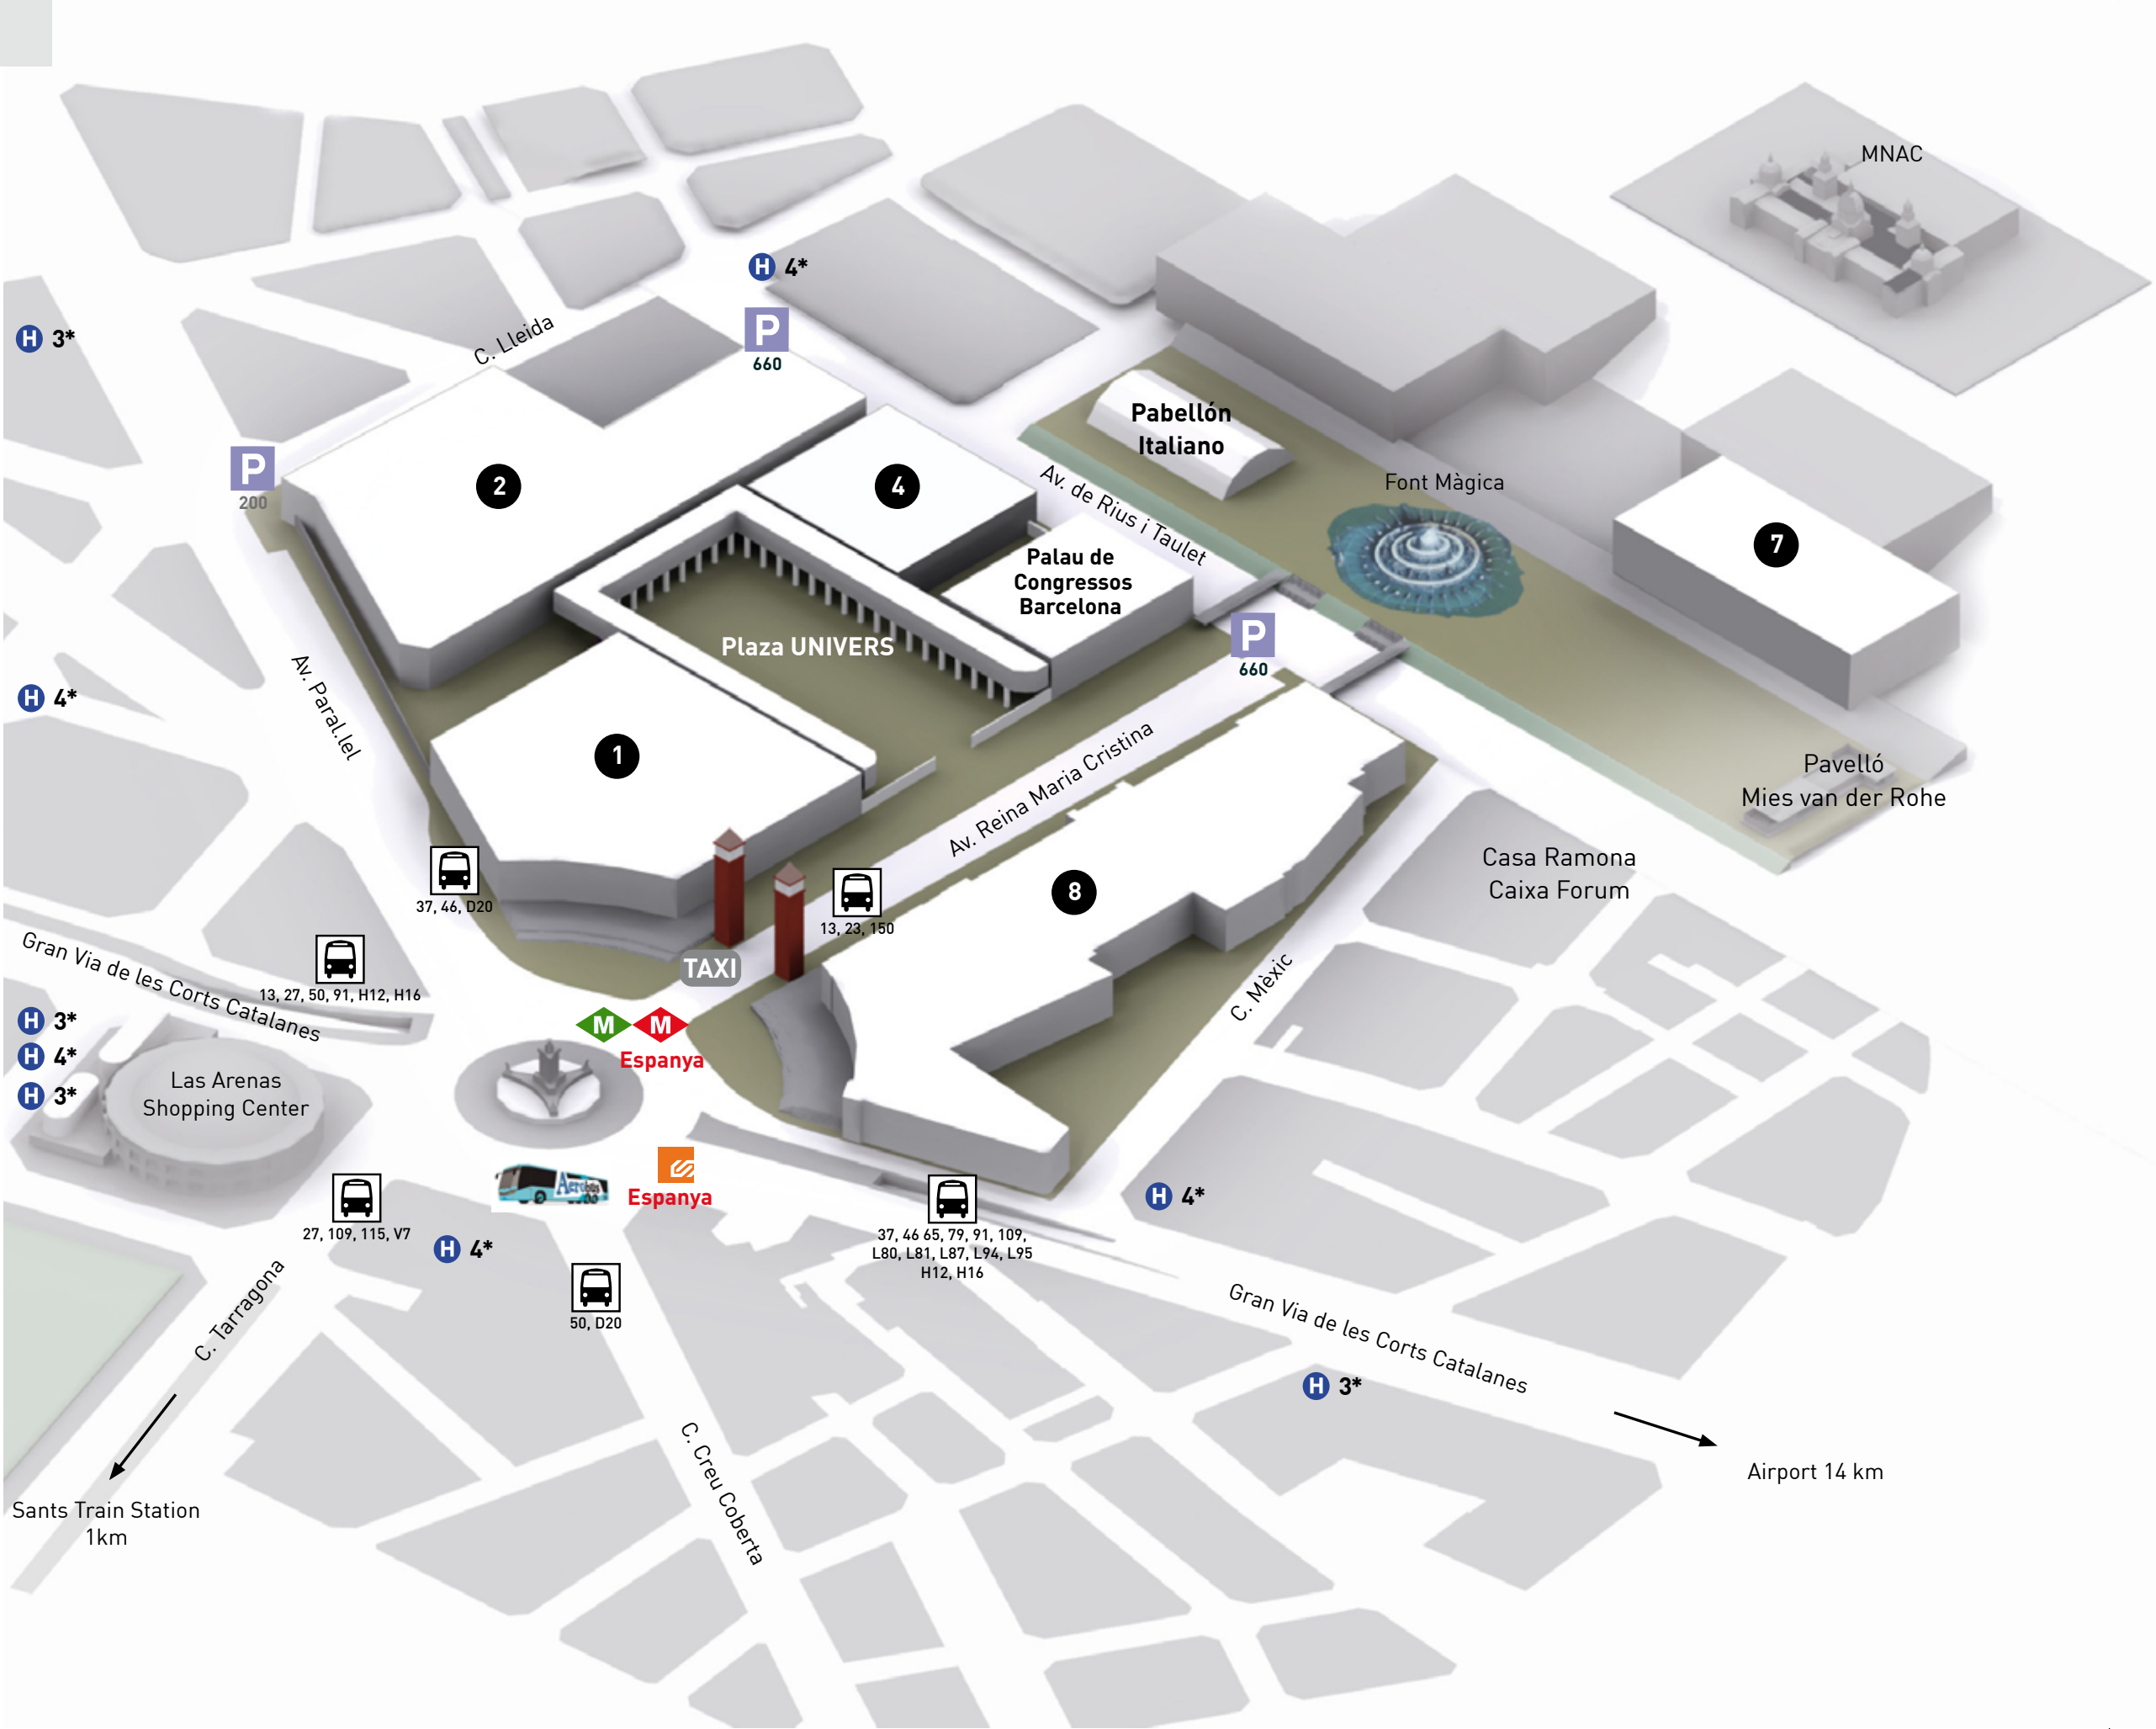 MNAC
H 4*
P
660
H 3*
C. Lleida
Pabellón
Italiano
P
200
2
4
Av. de Rius i Taulet
Font Màgica
7
Palau de
Congressos
Barcelona
Plaza UNIVERS
P
660
H 4*
Av. Paral.lel
1
Av. Reina Maria Cristina
Pavelló
Mies van der Rohe
Casa Ramona
Caixa Forum
8
37, 46, D20
13, 23, 150
TAXI
Gran Via de les Corts Catalanes
13, 27, 50, 91, H12, H16
C. Mèxic
H 3*
H 4*
H 3*
M M
Espanya
Las Arenas
Shopping Center
Aerobús
Espanya
27, 109, 115, V7
H 4*
H 4*
37, 46 65, 79, 91, 109,
L80, L81, L87, L94, L95
H12, H16
50, D20
C. Tarragona
Gran Via de les Corts Catalanes
H 3*
C. Creu Coberta
Airport 14 km
Sants Train Station
1km